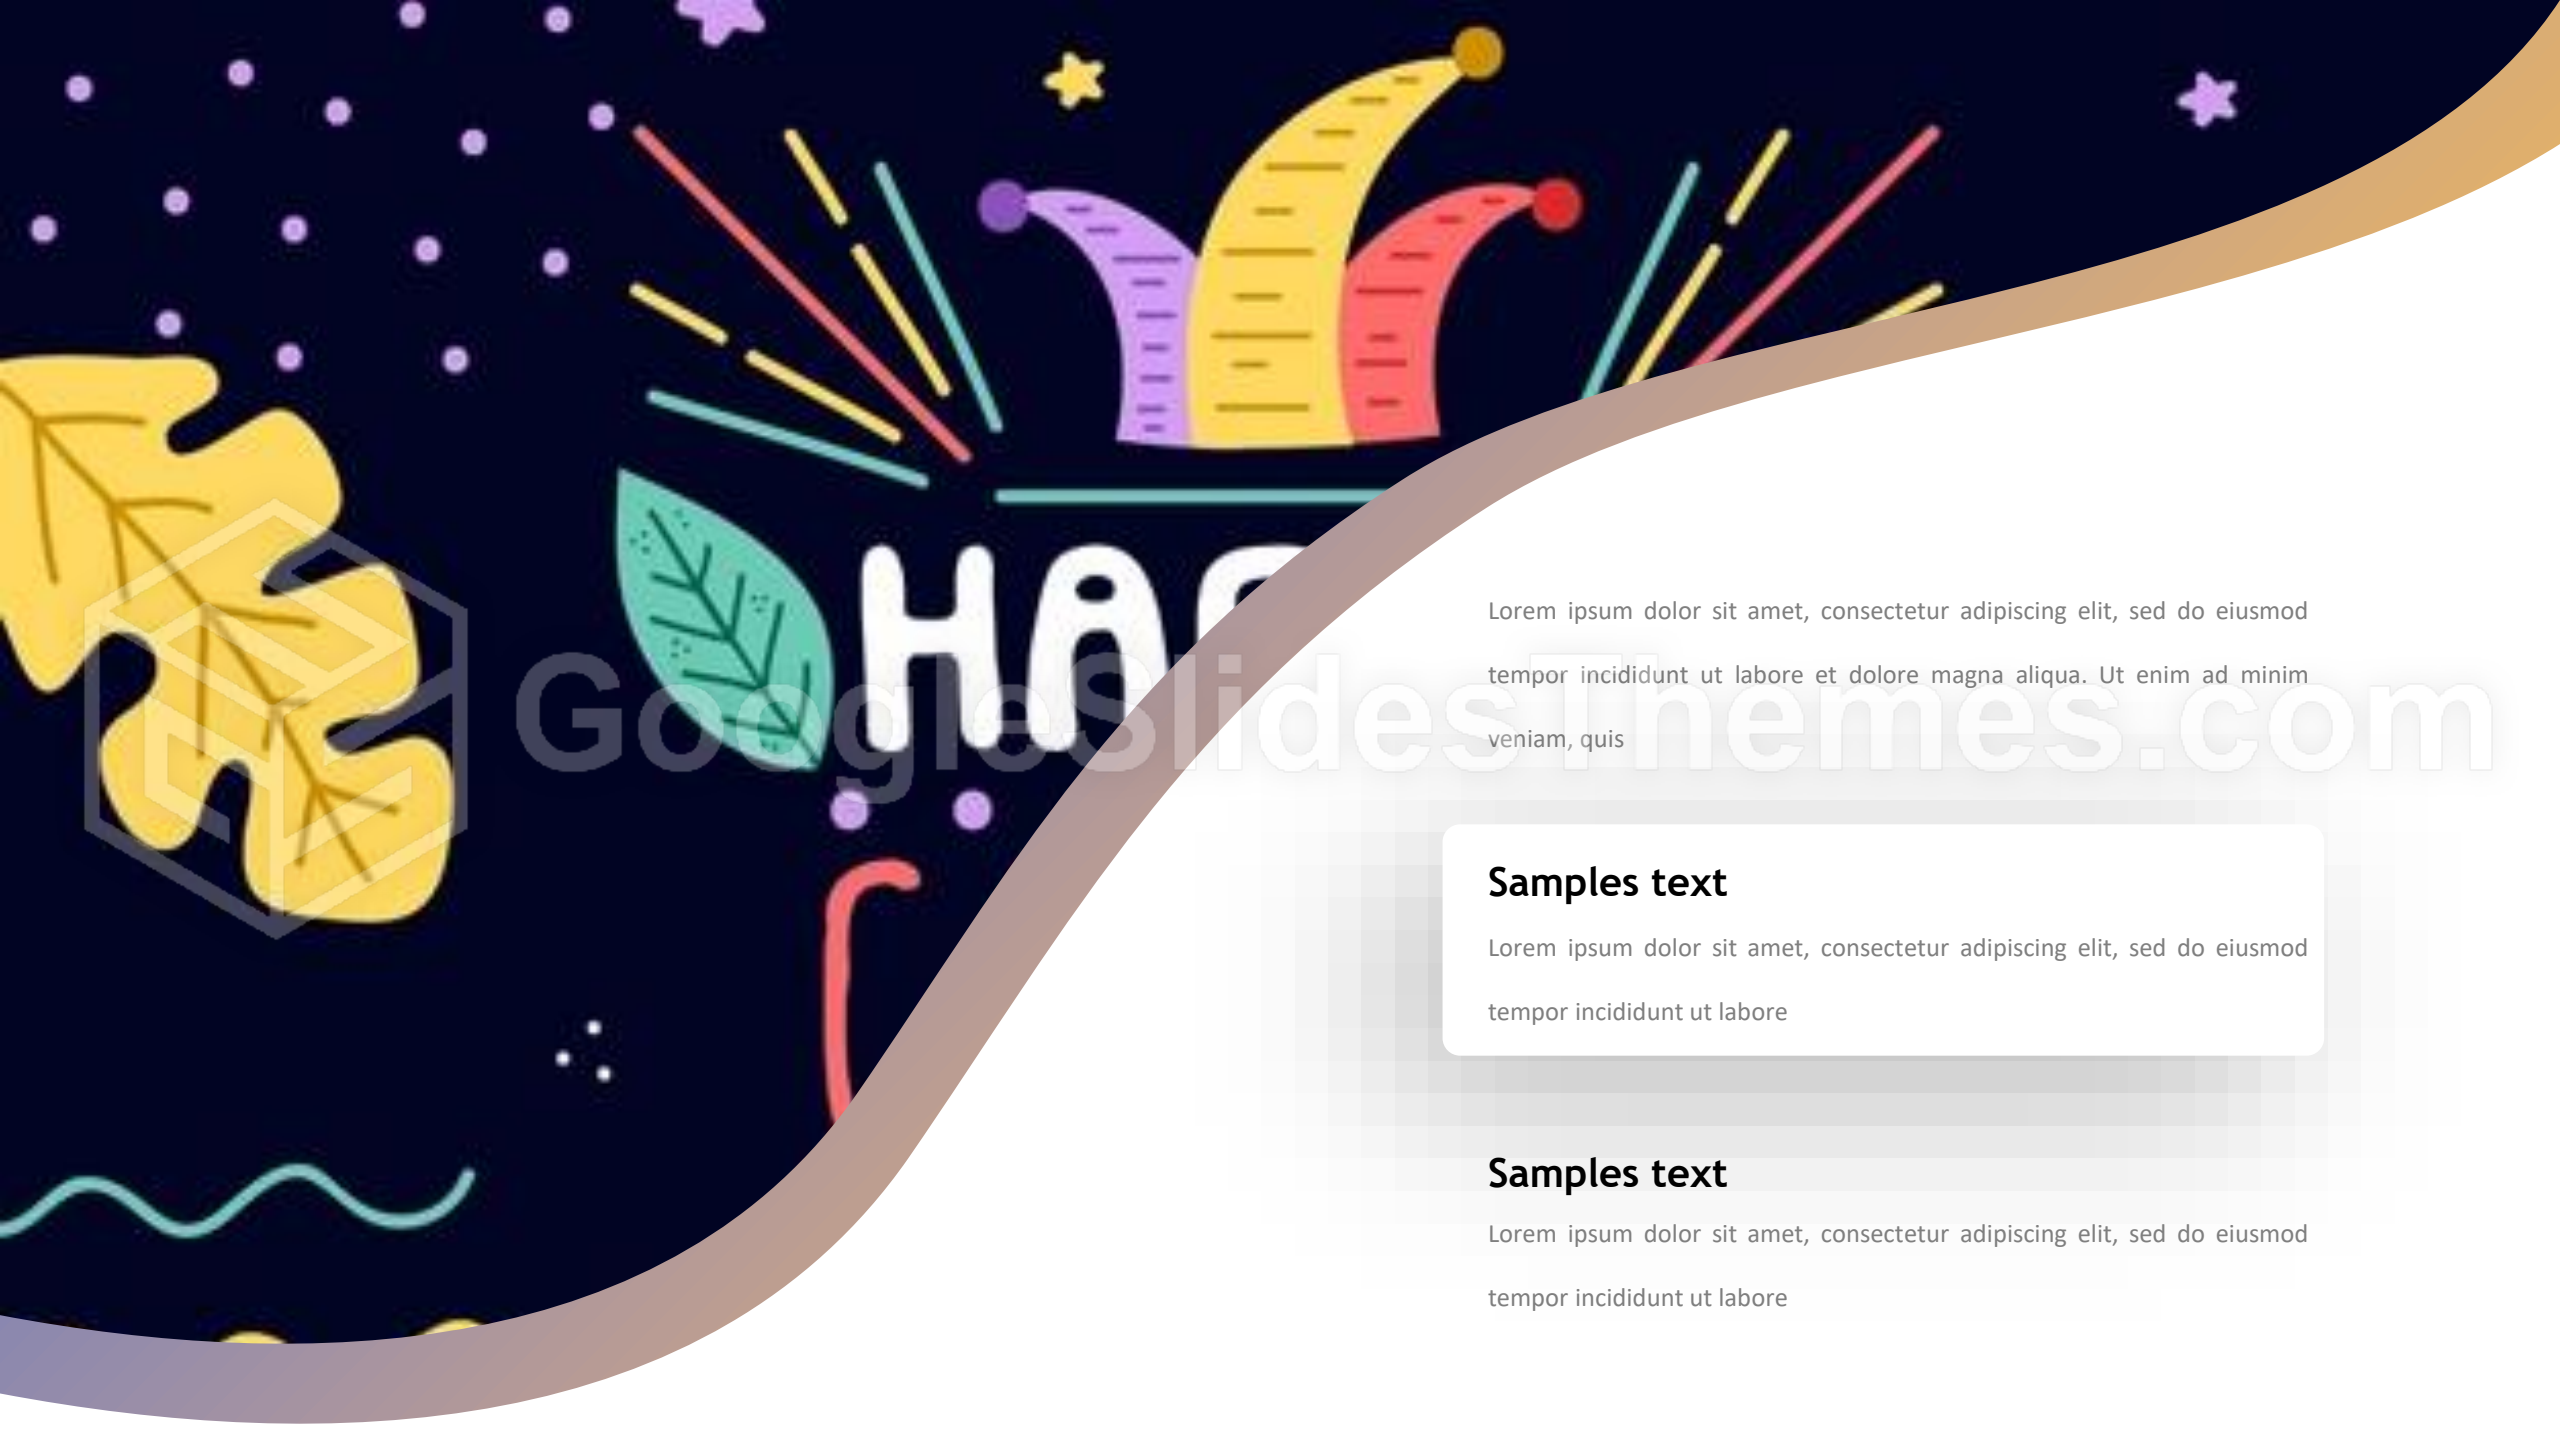 HA
Lorem ipsum dolor sit amet, consectetur adipiscing elit, sed do eiusmod
tempor incididunt ut labore et dolore magna aliqua. Ut enim ad minim
veniam, quis
GoogleSlidesThemes.com
Samples text
Lorem ipsum dolor sit amet, consectetur adipiscing elit, sed do eiusmod
tempor incididunt ut labore
Samples text
Lorem ipsum dolor sit amet, consectetur adipiscing elit, sed do eiusmod
tempor incididunt ut labore